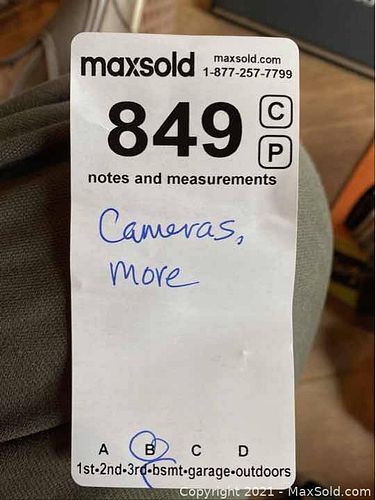 maxsold maxsold.com
1-877-257-7799
849 C
P
notes and measurements
Cameras,
More
A B C D
1st•2nd•3rd•bsmt•garage•outdoors
Copyright 2021 - MaxSold.com